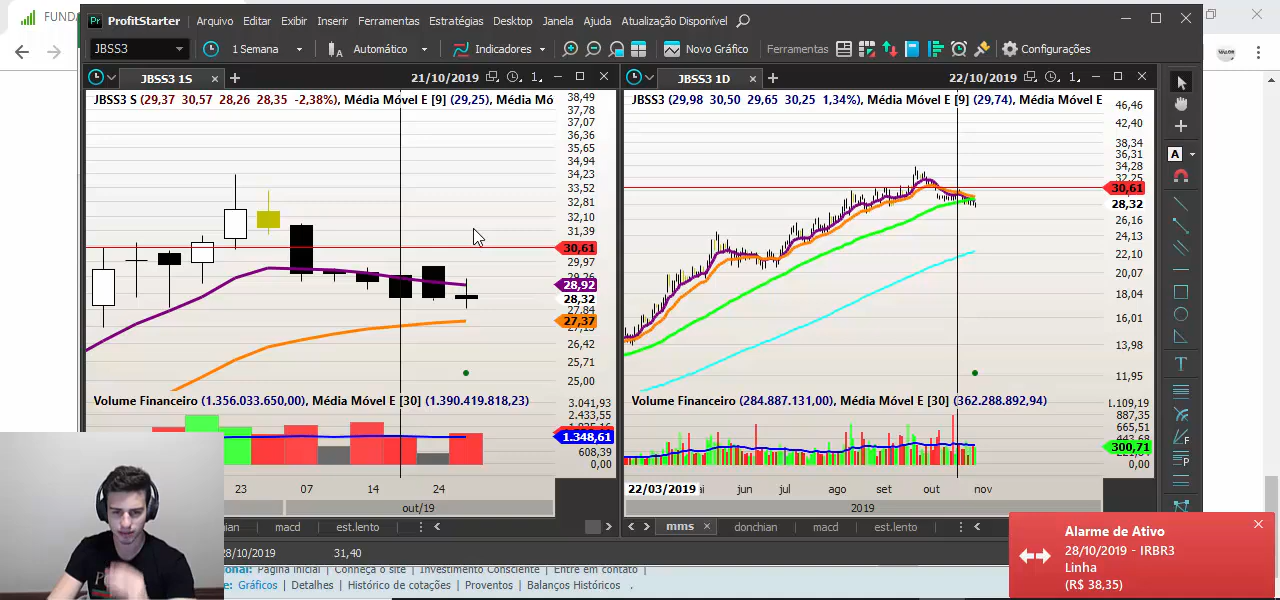 FUND
ProfitStarter Arquivo Editar Exibir Inserir Ferramentas Estratégias Desktop Janela Ajuda Atualização Disponível
JBSS3 1 Semana Automático Indicadores Novo Gráfico Ferramentas Configurações
JBSS3 1S 21/10/2019 1
JBSS3 1D 22/10/2019 1
JBSS3 S (29,37 30,57 28,26 28,35 -2,38%), Média Móvel E [9] (29,25), Média Mó
38,49
37,78
37,07
36,36
35,65
34,94
34,23
33,52
32,81
32,10
31,39
30,61
29,97
28,92
28,32
27,84
27,37
26,42
25,71
25,00
Volume Financeiro (1.356.033.650,00), Média Móvel E [30] (1.390.419.818,23)
3.041,93
2.433,55
1.348,61
608,39
0,00
23 07 14 24
out/19
JBSS3 (29,98 30,50 29,65 30,25 1,34%), Média Móvel E [9] (29,74), Média Móvel E
46,46
42,40
38,34
36,31
34,28
32,25
30,61
28,32
26,16
24,13
22,10
20,07
18,04
16,01
13,98
11,95
Volume Financeiro (284.887.131,00), Média Móvel E [30] (362.288.892,94)
1.109,19
887,35
665,51
443,68
300,71
0,00
22/03/2019 jun jul ago set out nov
2019
macd est.lento
mms donchian macd est.lento
28/10/2019 31,40
Página Inicial | Conheça o site | Investimento Consciente | Entre em contato |
Gráficos | Detalhes | Histórico de cotações | Proventos | Balanços Históricos .
Alarme de Ativo
28/10/2019 - IRBR3
Linha
(R$ 38,35)